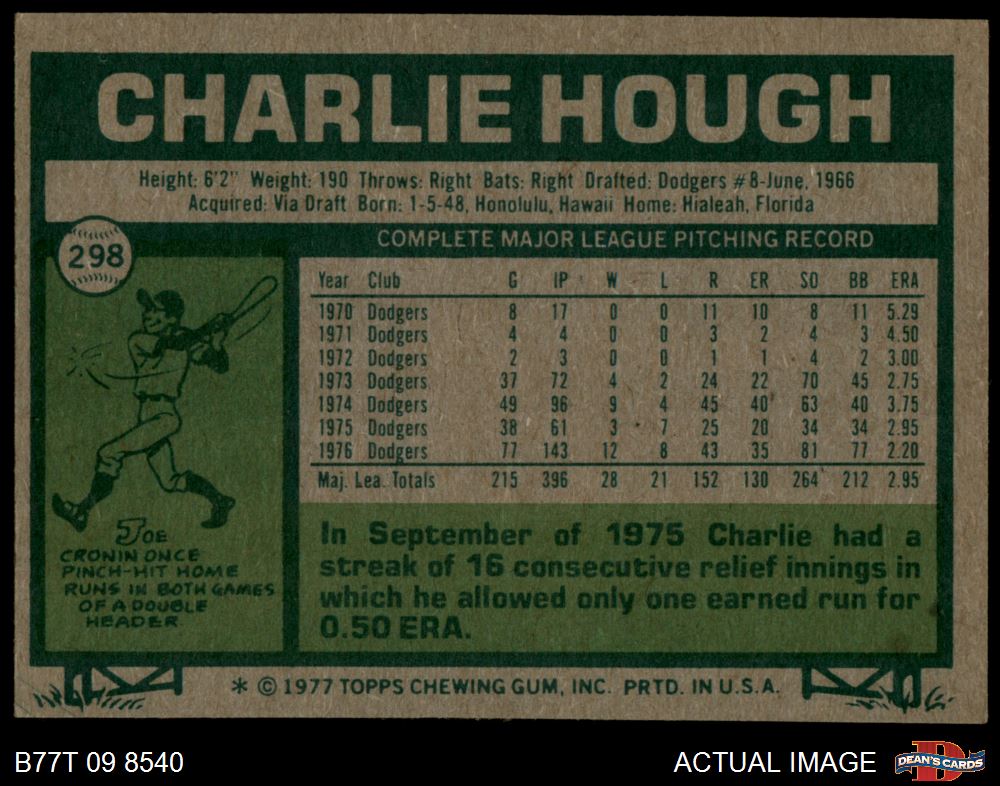 CHARLIE HOUGH
Height: 6'2" Weight: 190 Throws: Right Bats: Right Drafted: Dodgers #8-June, 1966
Acquired: Via Draft Born: 1-5-48, Honolulu, Hawaii Home: Hialeah, Florida
298
COMPLETE MAJOR LEAGUE PITCHING RECORD
Year Club G IP W L R ER SO BB ERA
1970 Dodgers 8 17 0 0 11 10 8 11 5.29
1971 Dodgers 4 4 0 0 3 2 4 3 4.50
1972 Dodgers 2 3 0 0 1 1 4 2 3.00
1973 Dodgers 37 72 4 2 24 22 70 45 2.75
1974 Dodgers 49 96 9 4 45 40 63 40 3.75
1975 Dodgers 38 61 3 7 25 20 34 34 2.95
1976 Dodgers 77 143 12 8 43 35 81 77 2.20
Maj. Lea. Totals 215 396 28 21 152 130 264 212 2.95
JOE
CRONIN ONCE
PINCH-HIT HOME
RUNS IN BOTH GAMES
OF A DOUBLE
HEADER.
In September of 1975 Charlie had a
streak of 16 consecutive relief innings in
which he allowed only one earned run for
0.50 ERA.
* © 1977 TOPPS CHEWING GUM, INC. PRTD. IN U.S.A.
B77T 09 8540
ACTUAL IMAGE
D
DEAN'S CARDS